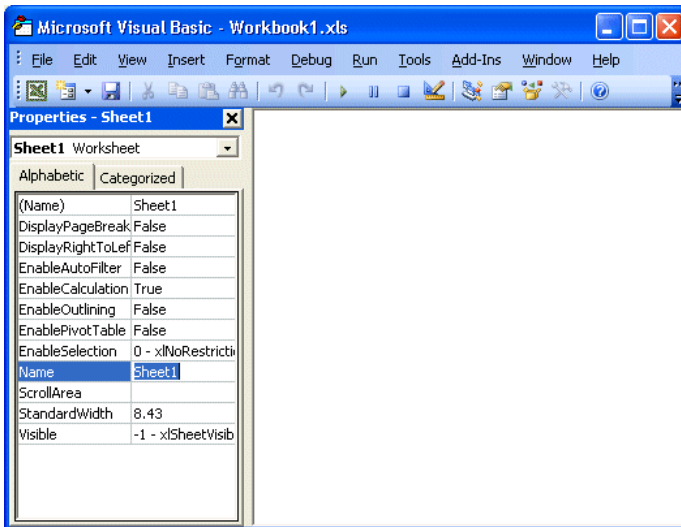 Microsoft Visual Basic - Workbook1.xls
File Edit View Insert Format Debug Run Tools Add-Ins Window Help
Properties - Sheet1
Sheet1 Worksheet
Alphabetic Categorized
(Name) Sheet1
DisplayPageBreak False
DisplayRightToLef False
EnableAutoFilter False
EnableCalculation True
EnableOutlining False
EnablePivotTable False
EnableSelection 0 - xlNoRestricti
Name Sheet1
ScrollArea
StandardWidth 8.43
Visible -1 - xlSheetVisib